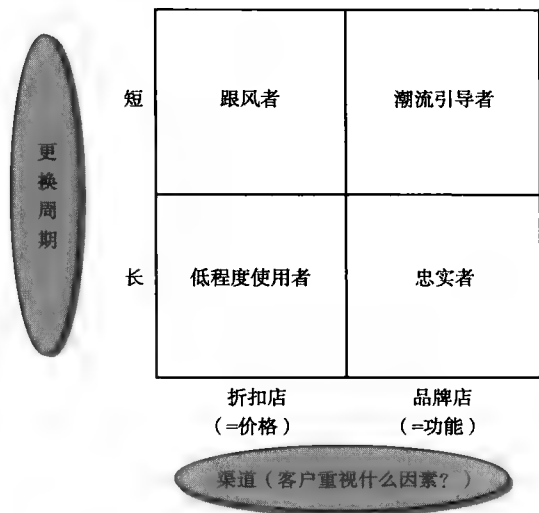 更换周期
短
跟风者
潮流引导者
长
低程度使用者
忠实者
折扣店
(=价格)
品牌店
(=功能)
渠道(客户重视什么因素?)